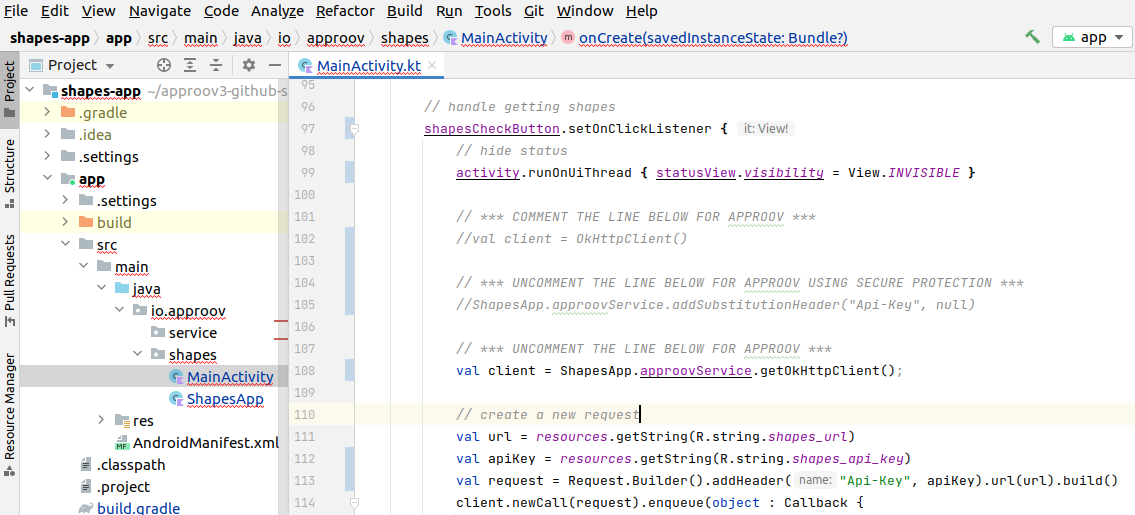 File Edit View Navigate Code Analyze Refactor Build Run Tools Git Window Help
shapes-app app src main java io approov shapes MainActivity m onCreate(savedInstanceState: Bundle?) app
Project
Structure
Pull Requests
Resource Manager
Project
shapes-app ~/approov3-github-s
.gradle
.idea
.settings
app
.settings
build
src
main
java
io.approov
service
shapes
MainActivity
ShapesApp
res
MF AndroidManifest.xml
.classpath
.project
build.gradle
MainActivity.kt
95
96 // handle getting shapes
97 shapesCheckButton.setOnClickListener { it: View!
98 // hide status
99 activity.runOnUiThread { statusView.visibility = View.INVISIBLE }
100
101 // *** COMMENT THE LINE BELOW FOR APPROOV ***
102 //val client = OkHttpClient()
103
104 // *** UNCOMMENT THE LINE BELOW FOR APPROOV USING SECURE PROTECTION ***
105 //ShapesApp.approovService.addSubstitutionHeader("Api-Key", null)
106
107 // *** UNCOMMENT THE LINE BELOW FOR APPROOV ***
108 val client = ShapesApp.approovService.getOkHttpClient();
109
110 // create a new request
111 val url = resources.getString(R.string.shapes_url)
112 val apiKey = resources.getString(R.string.shapes_api_key)
113 val request = Request.Builder().addHeader( name: "Api-Key", apiKey).url(url).build()
114 client.newCall(request).enqueue(object : Callback {